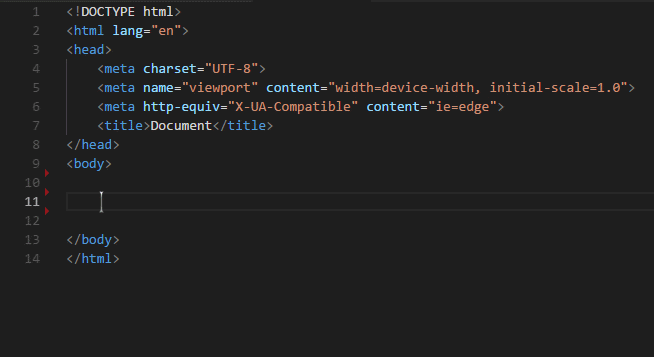 1 <!DOCTYPE html>
2 <html lang="en">
3 <head>
4     <meta charset="UTF-8">
5     <meta name="viewport" content="width=device-width, initial-scale=1.0">
6     <meta http-equiv="X-UA-Compatible" content="ie=edge">
7     <title>Document</title>
8 </head>
9 <body>
10
11
12
13 </body>
14 </html>